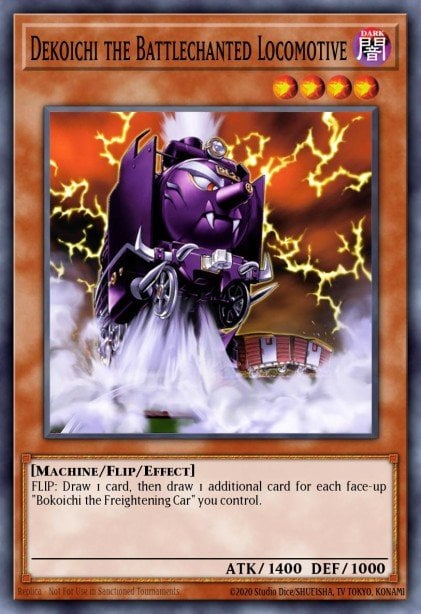 Dekoichi the Battlechanted Locomotive
DARK
闇
[Machine/Flip/Effect]
FLIP: Draw 1 card, then draw 1 additional card for each face-up
"Bokoichi the Freightening Car" you control.
ATK/1400 DEF/1000
Replica - Not For Use in Sanctioned Tournaments
©2020 Studio Dice/SHUEISHA, TV TOKYO, KONAMI